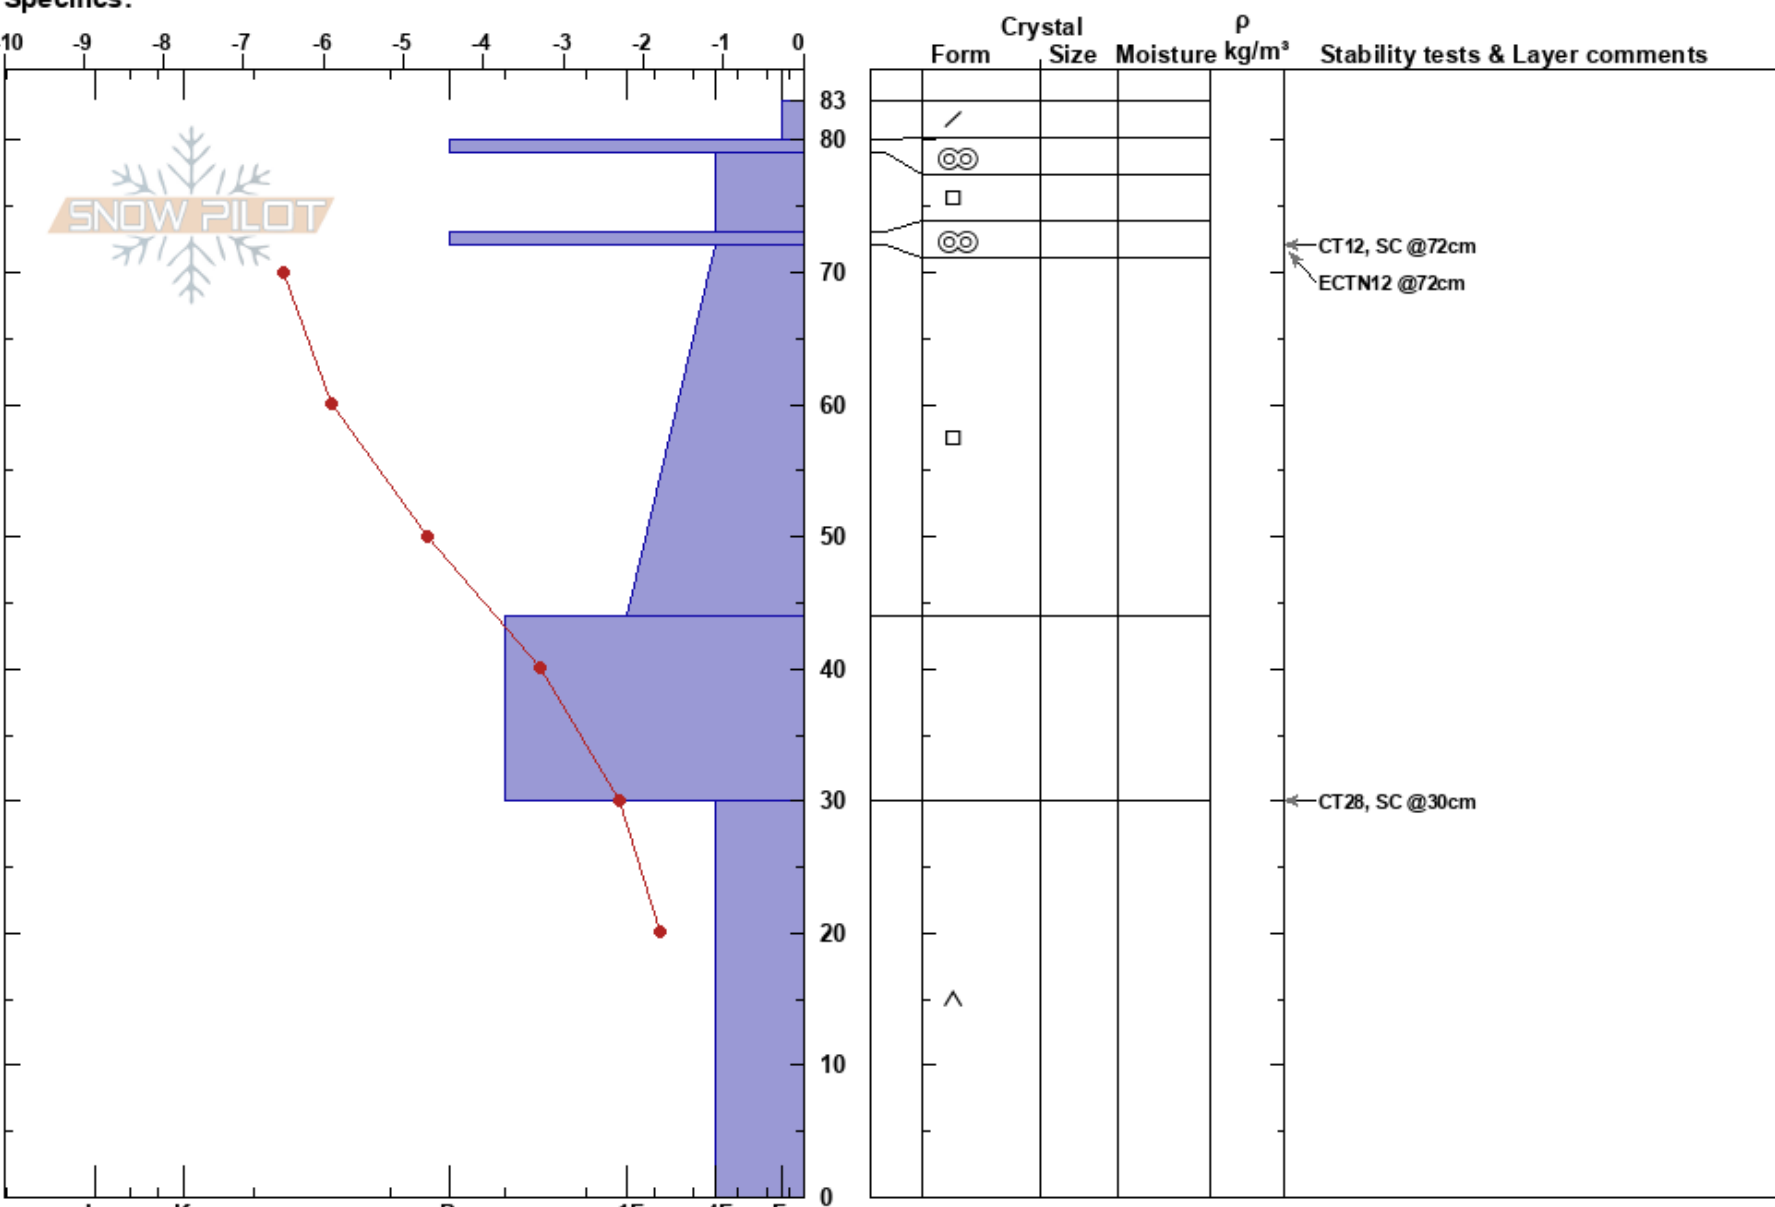 Specifics:
-10 -9 -8 -7 -6 -5 -4 -3 -2 -1 0
Crystal
Form Size Moisture
ρ
kg/m³
Stability tests & Layer comments
SNOW PILOT
83
80
70
60
50
40
30
20
10
0
CT12, SC @72cm
ECTN12 @72cm
CT28, SC @30cm